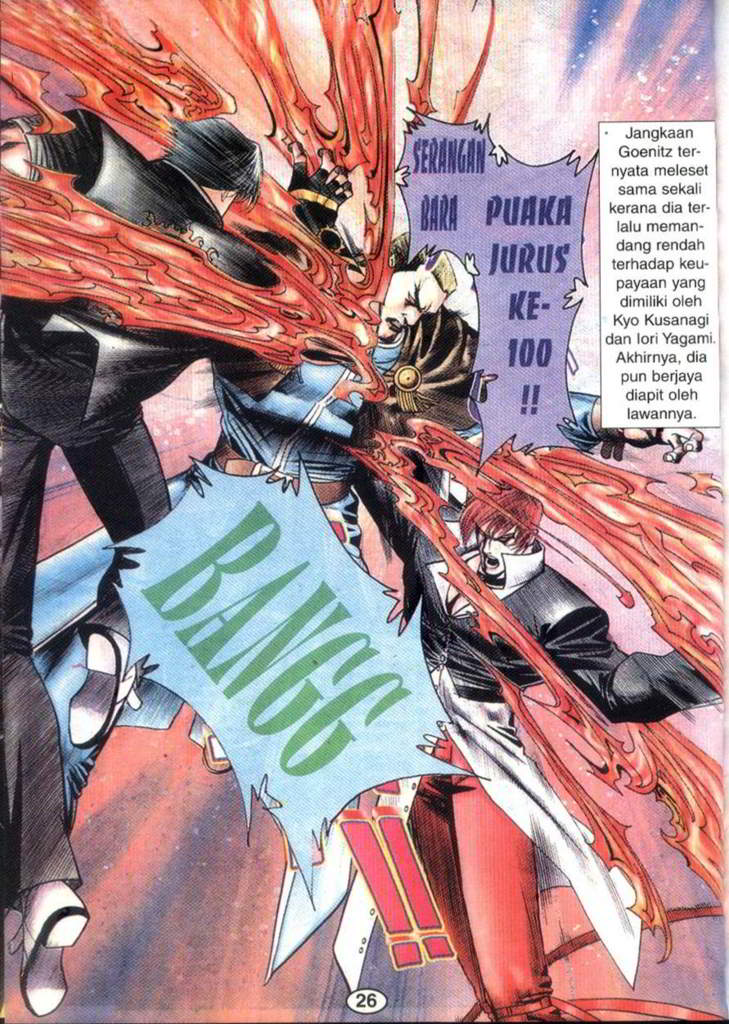 SERANGAN
BARA
PUAKA
JURUS
KE-
100
!!
Jangkaan
Goenitz ter-
nyata meleset
sama sekali
kerana dia ter-
lalu meman-
dang rendah
terhadap keu-
payaan yang
dimiliki oleh
Kyo Kusanagi
dan Iori Yagami.
Akhirnya, dia
pun berjaya
diapit oleh
lawannya.
BANGG
!!
26